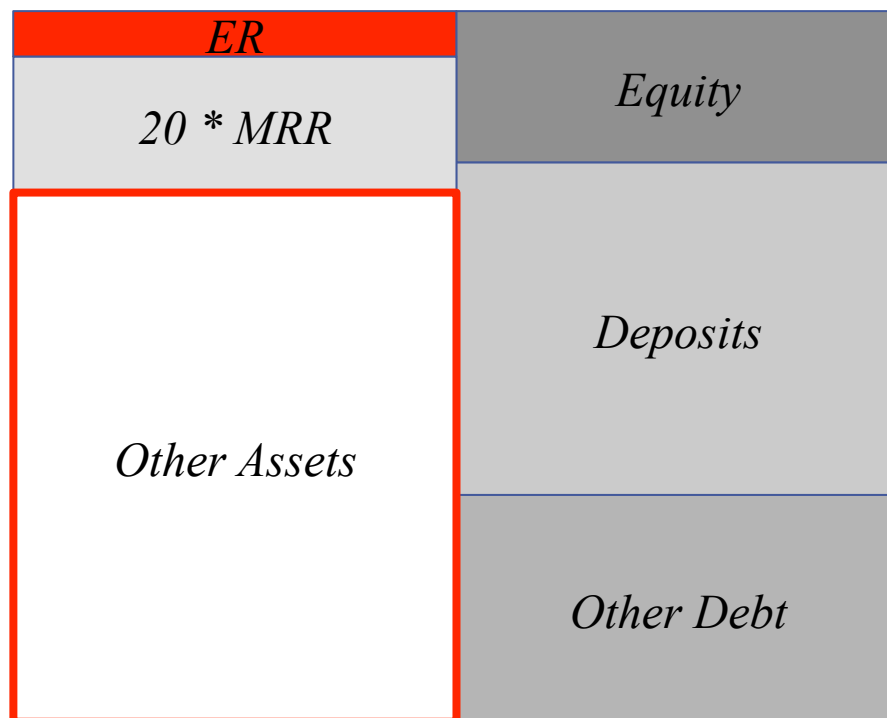 ER
20 * MRR
Other Assets
Equity
Deposits
Other Debt